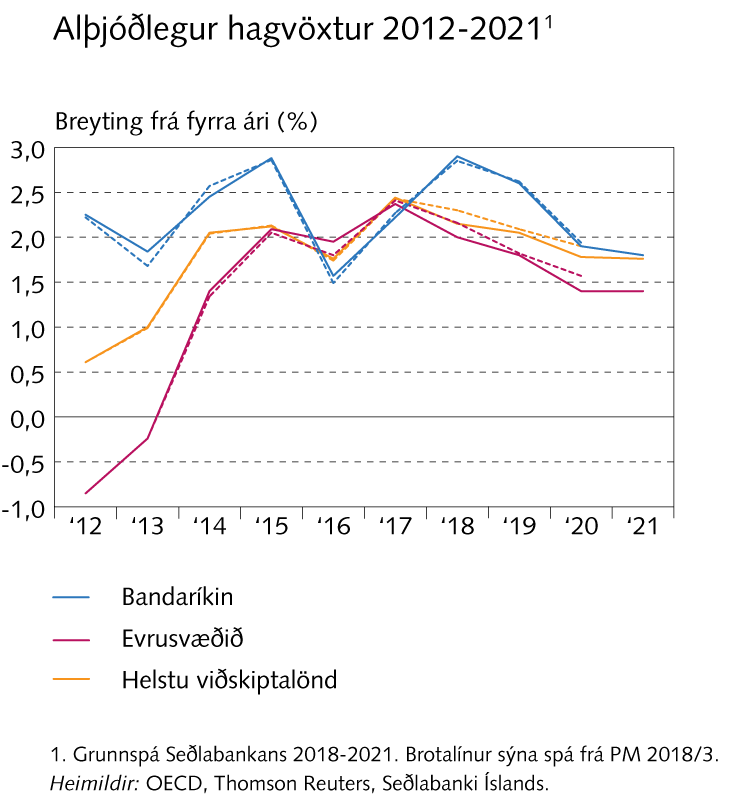 Alþjóðlegur hagvöxtur 2012-2021¹
Breyting frá fyrra ári (%)
3,0
2,5
2,0
1,5
1,0
0,5
0,0
-0,5
-1,0
‘12 ‘13 ‘14 ‘15 ‘16 ‘17 ‘18 ‘19 ‘20 ‘21
Bandaríkin
Evrusvæðið
Helstu viðskiptalönd
1. Grunnspá Seðlabankans 2018-2021. Brotalínur sýna spá frá PM 2018/3.
Heimildir: OECD, Thomson Reuters, Seðlabanki Íslands.